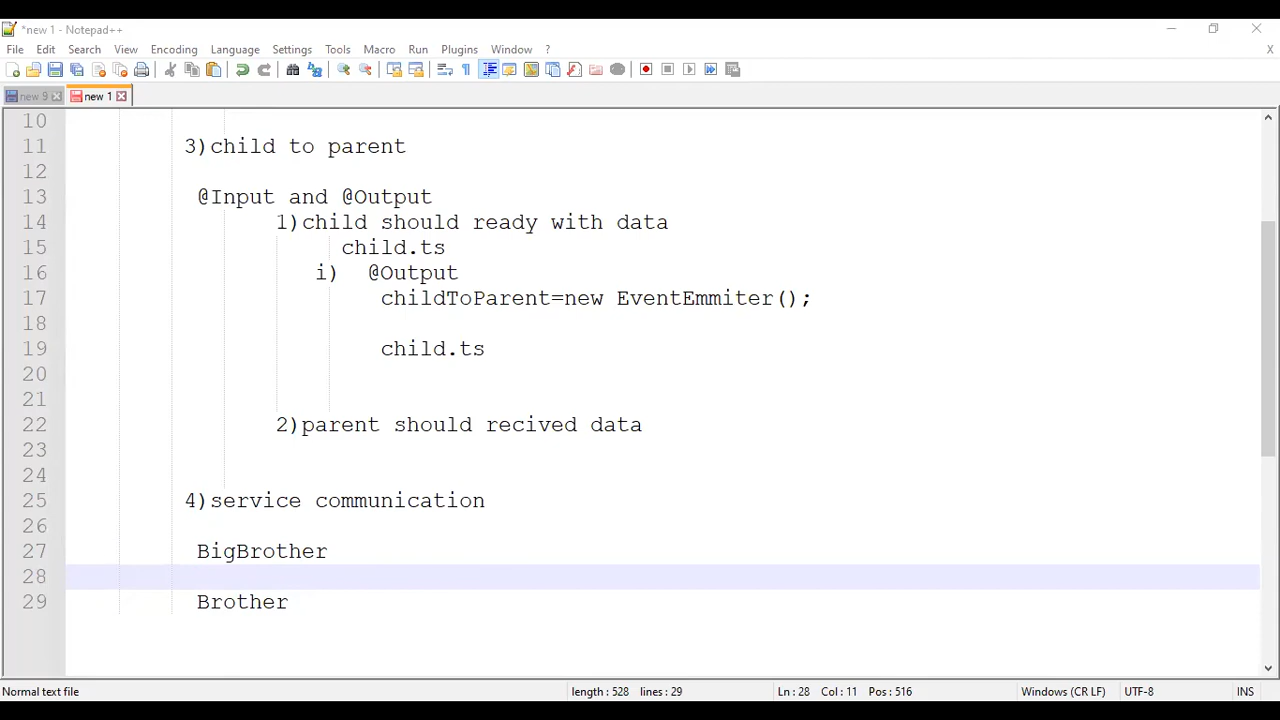 *new 1 - Notepad++
File Edit Search View Encoding Language Settings Tools Macro Run Plugins Window ? X
new 9 new 1
10
11 3)child to parent
12
13 @Input and @Output
14 1)child should ready with data
15 child.ts
16 i) @Output
17 childToParent=new EventEmmiter();
18
19 child.ts
20
21
22 2)parent should recived data
23
24
25 4)service communication
26
27 BigBrother
28
29 Brother
Normal text file length : 528 lines : 29 Ln : 28 Col : 11 Pos : 516 Windows (CR LF) UTF-8 INS